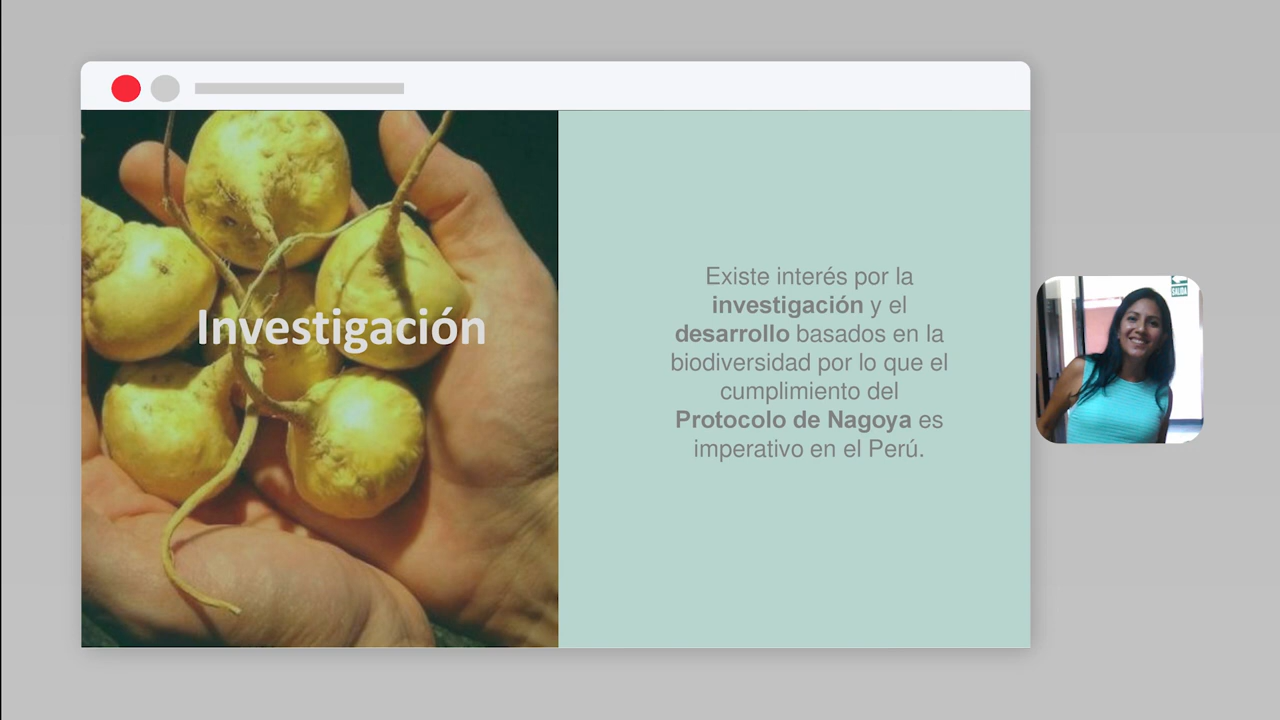 Investigación
Existe interés por la
investigación y el
desarrollo basados en la
biodiversidad por lo que el
cumplimiento del
Protocolo de Nagoya es
imperativo en el Perú.
SALIDA